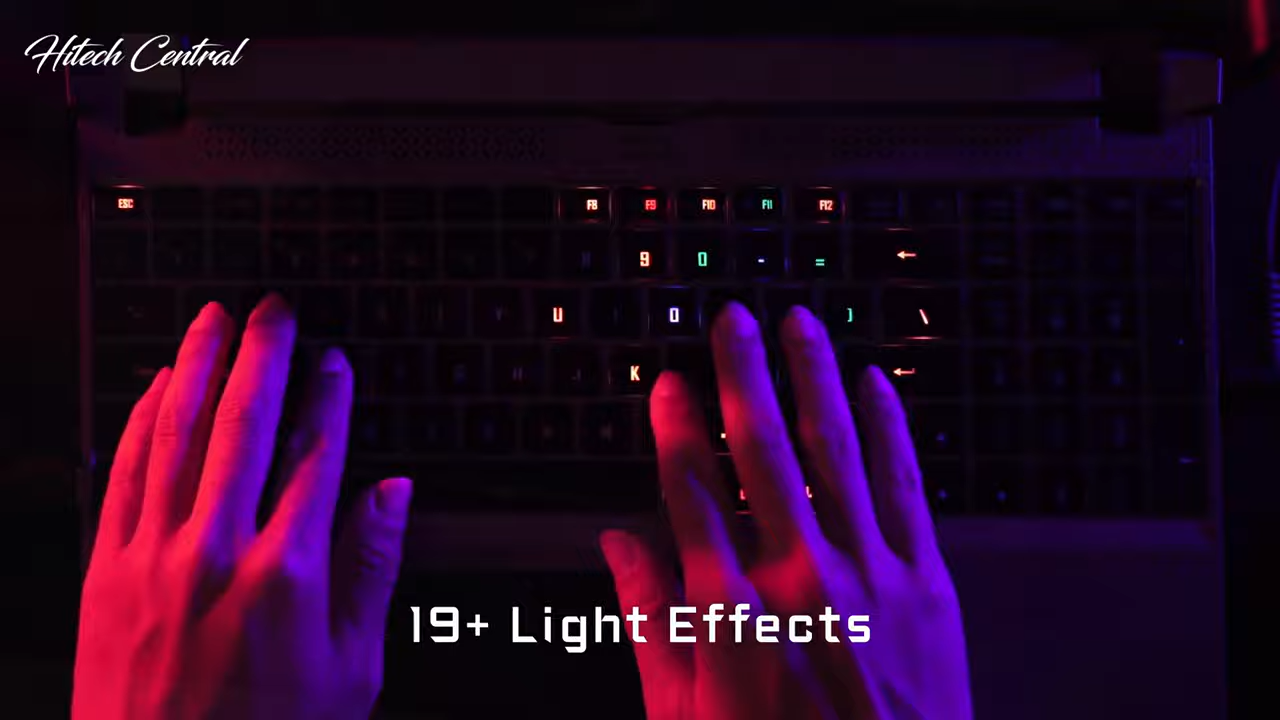 Hitech Central
ESC F8 F9 F10 F11 F12
9 0 - = ←
U O ] \
K ↵
19+ Light Effects